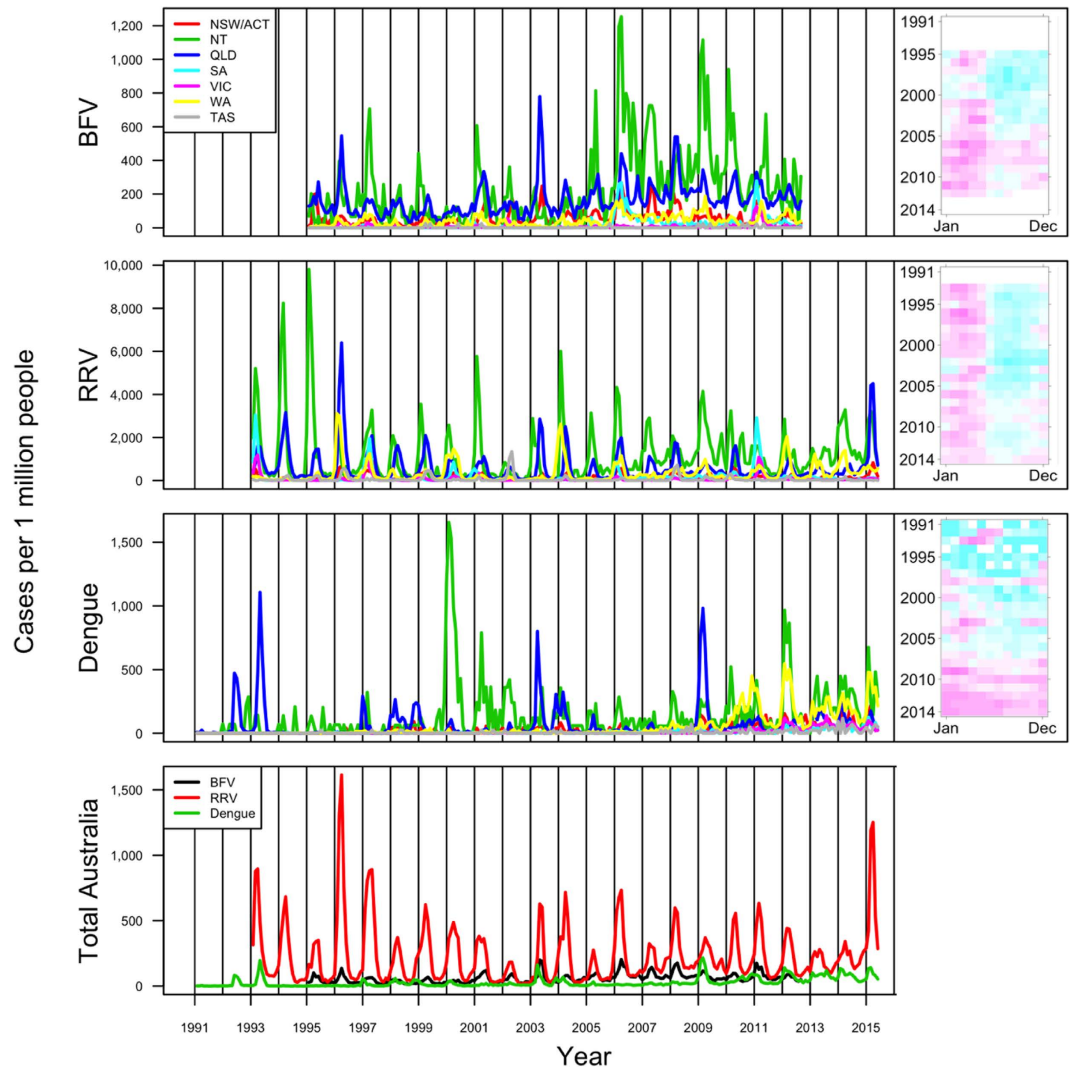 Cases per 1 million people
BFV
1,200
1,000
800
600
400
200
0
NSW/ACT
NT
QLD
SA
VIC
WA
TAS
1991
1995
2000
2005
2010
2014
Jan Dec
RRV
10,000
8,000
6,000
4,000
2,000
0
1991
1995
2000
2005
2010
2014
Jan Dec
Dengue
1,500
1,000
500
0
1991
1995
2000
2005
2010
2014
Jan Dec
Total Australia
1,500
1,000
500
0
BFV
RRV
Dengue
1991 1993 1995 1997 1999 2001 2003 2005 2007 2009 2011 2013 2015
Year